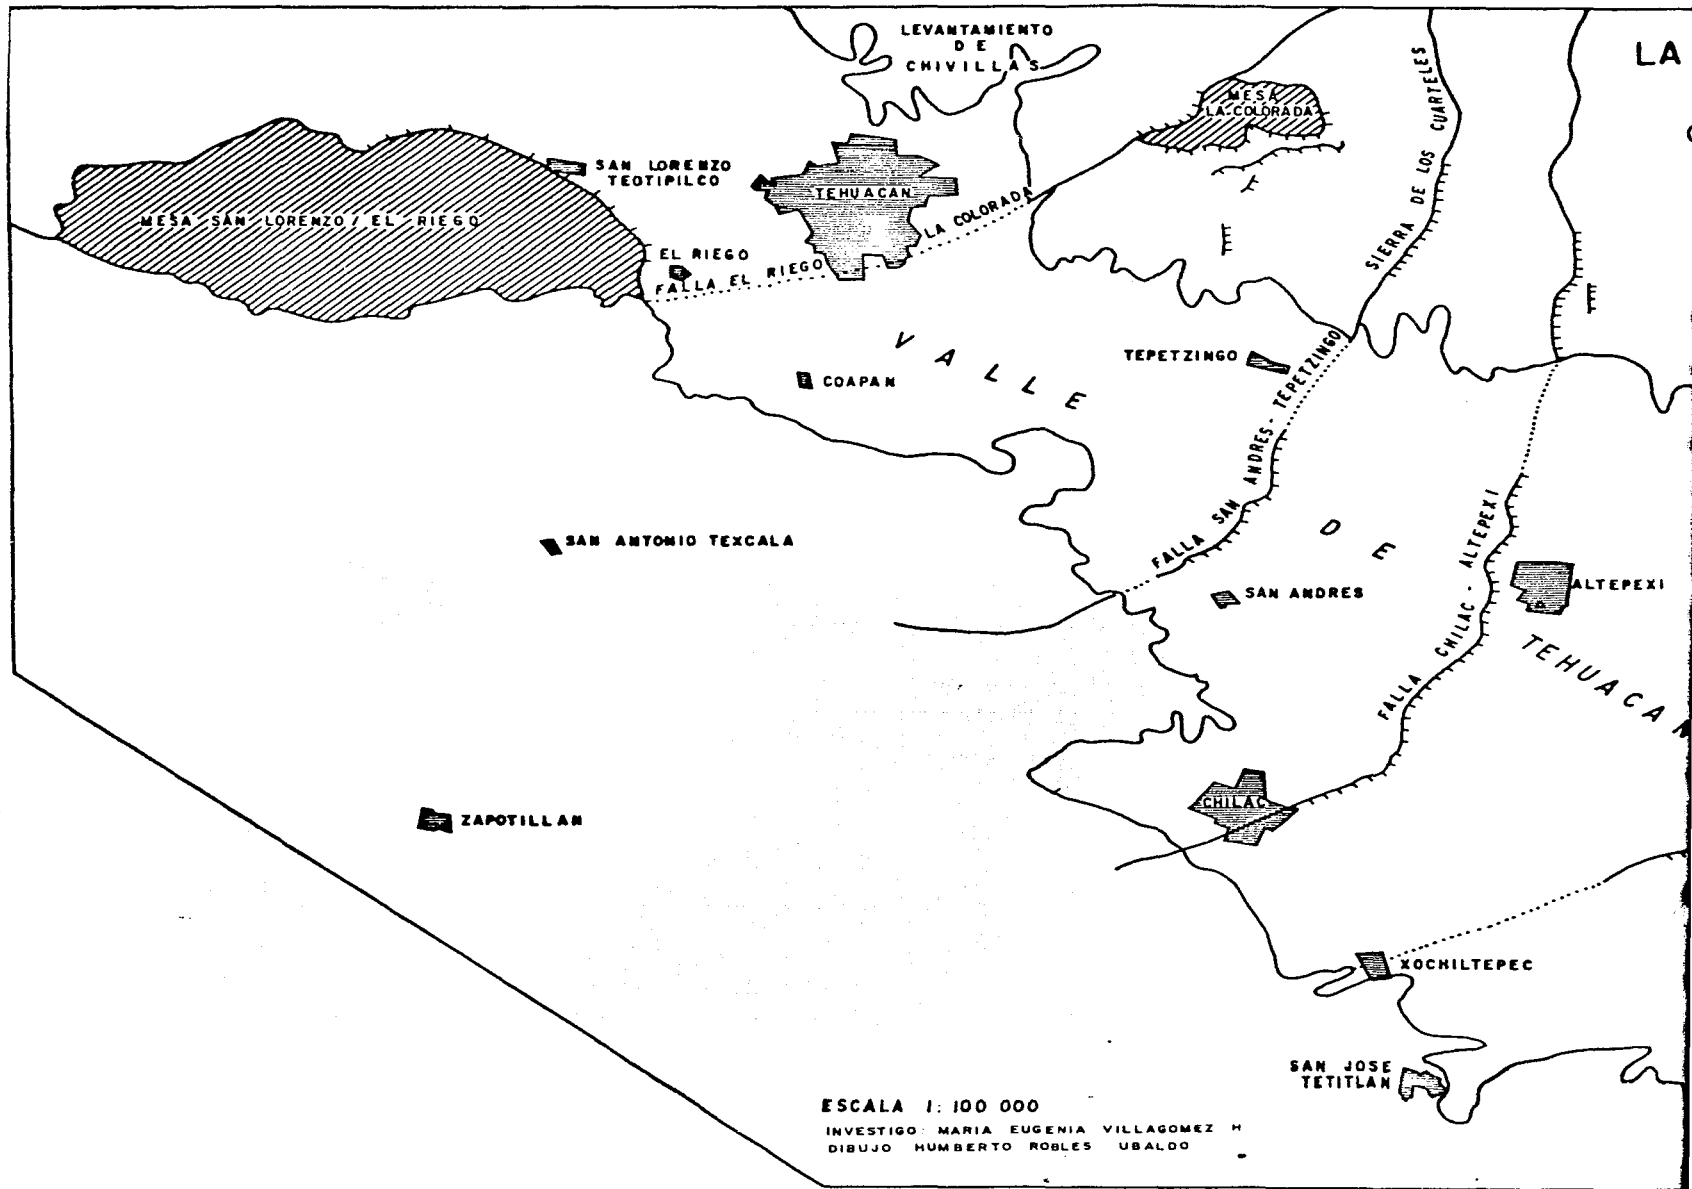 LEVANTAMIENTO
DE
CHIVILLAS
LA
MESA
LA COLORADA
SIERRA DE LOS CUARTELES
SAN LORENZO
TEOTIPILCO
TEHUACAN
MESA SAN LORENZO / EL RIEGO
EL RIEGO
FALLA EL RIEGO
LA COLORADA
VALLE
TEPETZINGO
COAPAN
FALLA SAN ANDRES - TEPETZINGO
DE
SAN ANTONIO TEXCALA
SAN ANDRES
FALLA CHILAC - ALTEPEXI
ALTEPEXI
TEHUACAN
CHILAC
ZAPOTILLAN
XOCHILTEPEC
SAN JOSE
TETITLAN
ESCALA 1: 100 000
INVESTIGO: MARIA EUGENIA VILLAGOMEZ H
DIBUJO HUMBERTO ROBLES UBALDO